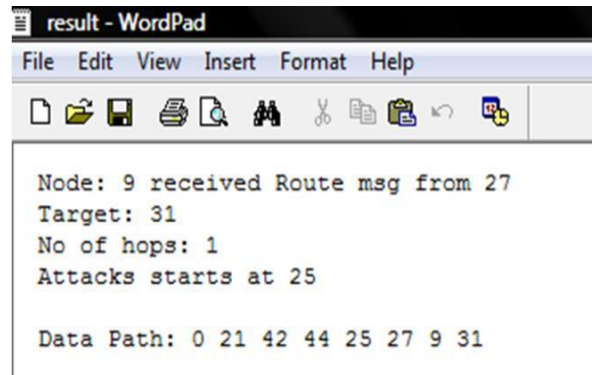 result - WordPad
File Edit View Insert Format Help
Node: 9 received Route msg from 27
Target: 31
No of hops: 1
Attacks starts at 25
Data Path: 0 21 42 44 25 27 9 31